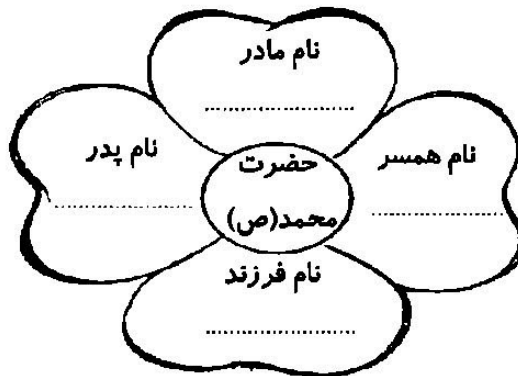 نام مادر
نام همسر
حضرت
محمد(ص)
نام پدر
نام فرزند